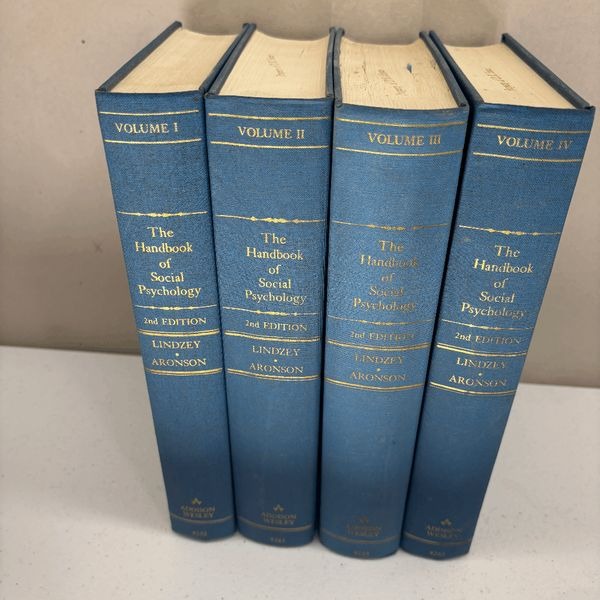 VOLUME I
The
Handbook
of
Social
Psychology
2nd EDITION
LINDZEY
•
ARONSON
ADDISON
WESLEY
VOLUME II
The
Handbook
of
Social
Psychology
2nd EDITION
LINDZEY
•
ARONSON
ADDISON
WESLEY
VOLUME III
The
Handbook
of
Social
Psychology
2nd EDITION
LINDZEY
•
ARONSON
ADDISON
WESLEY
VOLUME IV
The
Handbook
of
Social
Psychology
2nd EDITION
LINDZEY
•
ARONSON
ADDISON
WESLEY